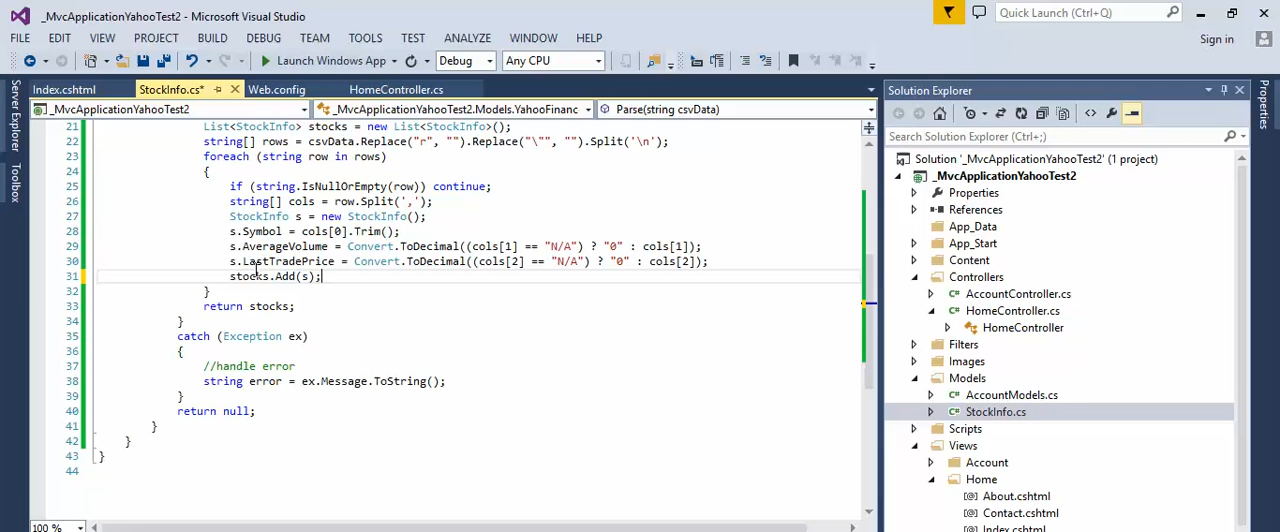 _MvcApplicationYahooTest2 - Microsoft Visual Studio
Quick Launch (Ctrl+Q)
FILE EDIT VIEW PROJECT BUILD DEBUG TEAM TOOLS TEST ANALYZE WINDOW HELP
Sign in
Launch Windows App Debug Any CPU
Server Explorer
Toolbox
Index.cshtml StockInfo.cs* Web.config HomeController.cs
_MvcApplicationYahooTest2 _MvcApplicationYahooTest2.Models.YahooFinanc Parse(string csvData)
21 List<StockInfo> stocks = new List<StockInfo>();
22 string[] rows = csvData.Replace("r", "").Replace("\"", "").Split('\n');
23 foreach (string row in rows)
24 {
25 if (string.IsNullOrEmpty(row)) continue;
26 string[] cols = row.Split(',');
27 StockInfo s = new StockInfo();
28 s.Symbol = cols[0].Trim();
29 s.AverageVolume = Convert.ToDecimal((cols[1] == "N/A") ? "0" : cols[1]);
30 s.LastTradePrice = Convert.ToDecimal((cols[2] == "N/A") ? "0" : cols[2]);
31 stocks.Add(s);
32 }
33 return stocks;
34 }
35 catch (Exception ex)
36 {
37 //handle error
38 string error = ex.Message.ToString();
39 }
40 return null;
41 }
42 }
43 }
44
100 %
Solution Explorer
Search Solution Explorer (Ctrl+;)
Solution '_MvcApplicationYahooTest2' (1 project)
_MvcApplicationYahooTest2
Properties
References
App_Data
App_Start
Content
Controllers
AccountController.cs
HomeController.cs
HomeController
Filters
Images
Models
AccountModels.cs
StockInfo.cs
Scripts
Views
Account
Home
About.cshtml
Contact.cshtml
Index.cshtml
Properties